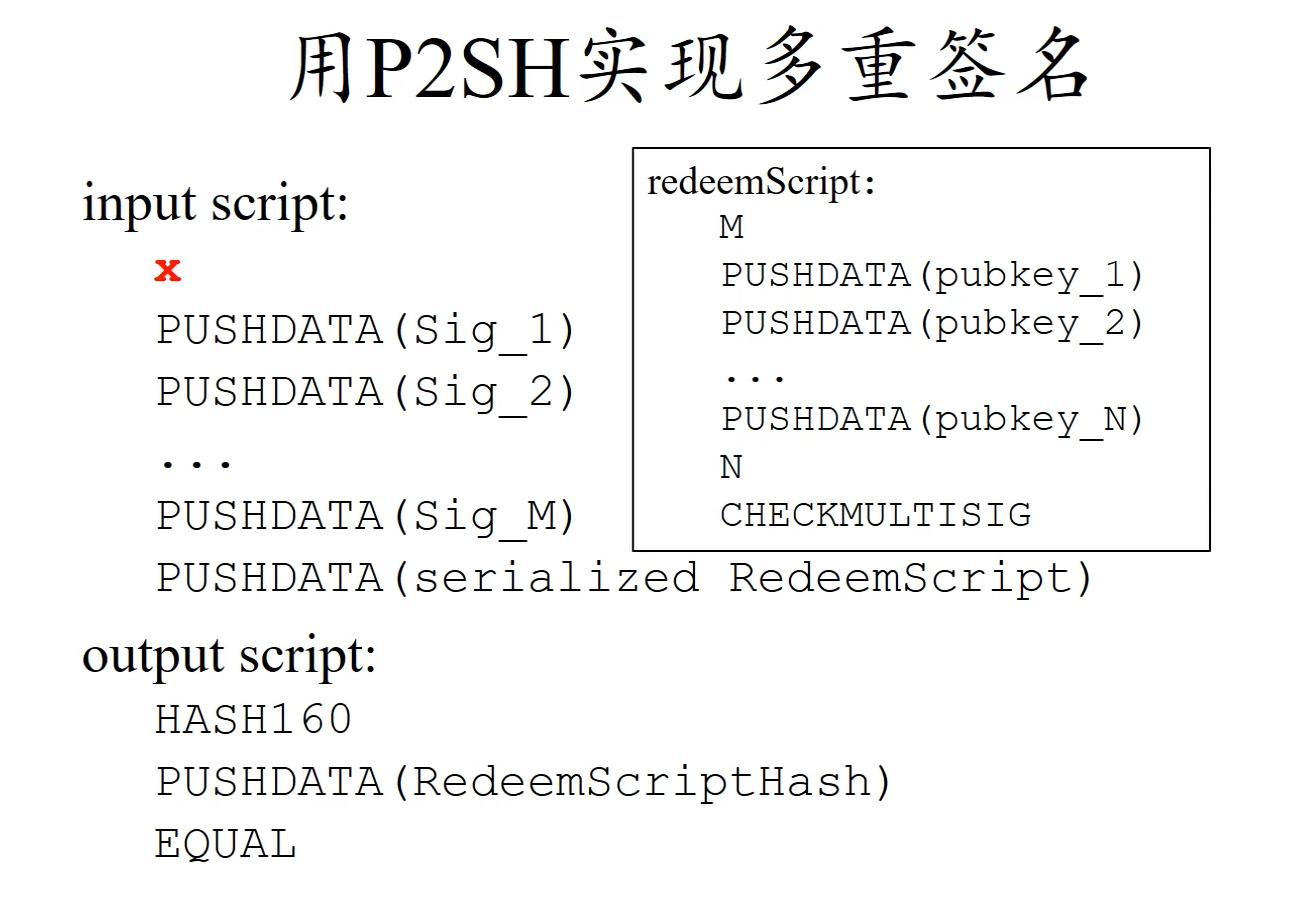 用P2SH实现多重签名
input script:
x
PUSHDATA(Sig_1)
PUSHDATA(Sig_2)
...
PUSHDATA(Sig_M)
PUSHDATA(serialized RedeemScript)
redeemScript:
M
PUSHDATA(pubkey_1)
PUSHDATA(pubkey_2)
...
PUSHDATA(pubkey_N)
N
CHECKMULTISIG
output script:
HASH160
PUSHDATA(RedeemScriptHash)
EQUAL